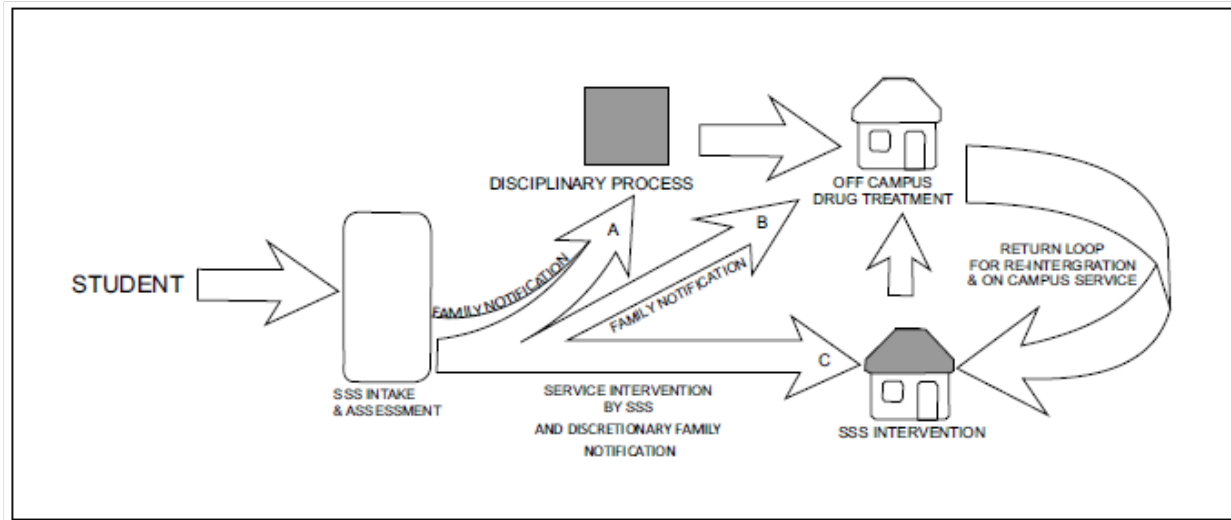 DISCIPLINARY PROCESS
OFF CAMPUS
DRUG TREATMENT
A
B
FAMILY NOTIFICATION
FAMILY NOTIFICATION
STUDENT
RETURN LOOP
FOR RE-INTERGRATION
& ON CAMPUS SERVICE
C
SSS INTAKE
& ASSESSMENT
SERVICE INTERVENTION
BY SSS
AND DISCRETIONARY FAMILY
NOTIFICATION
SSS INTERVENTION